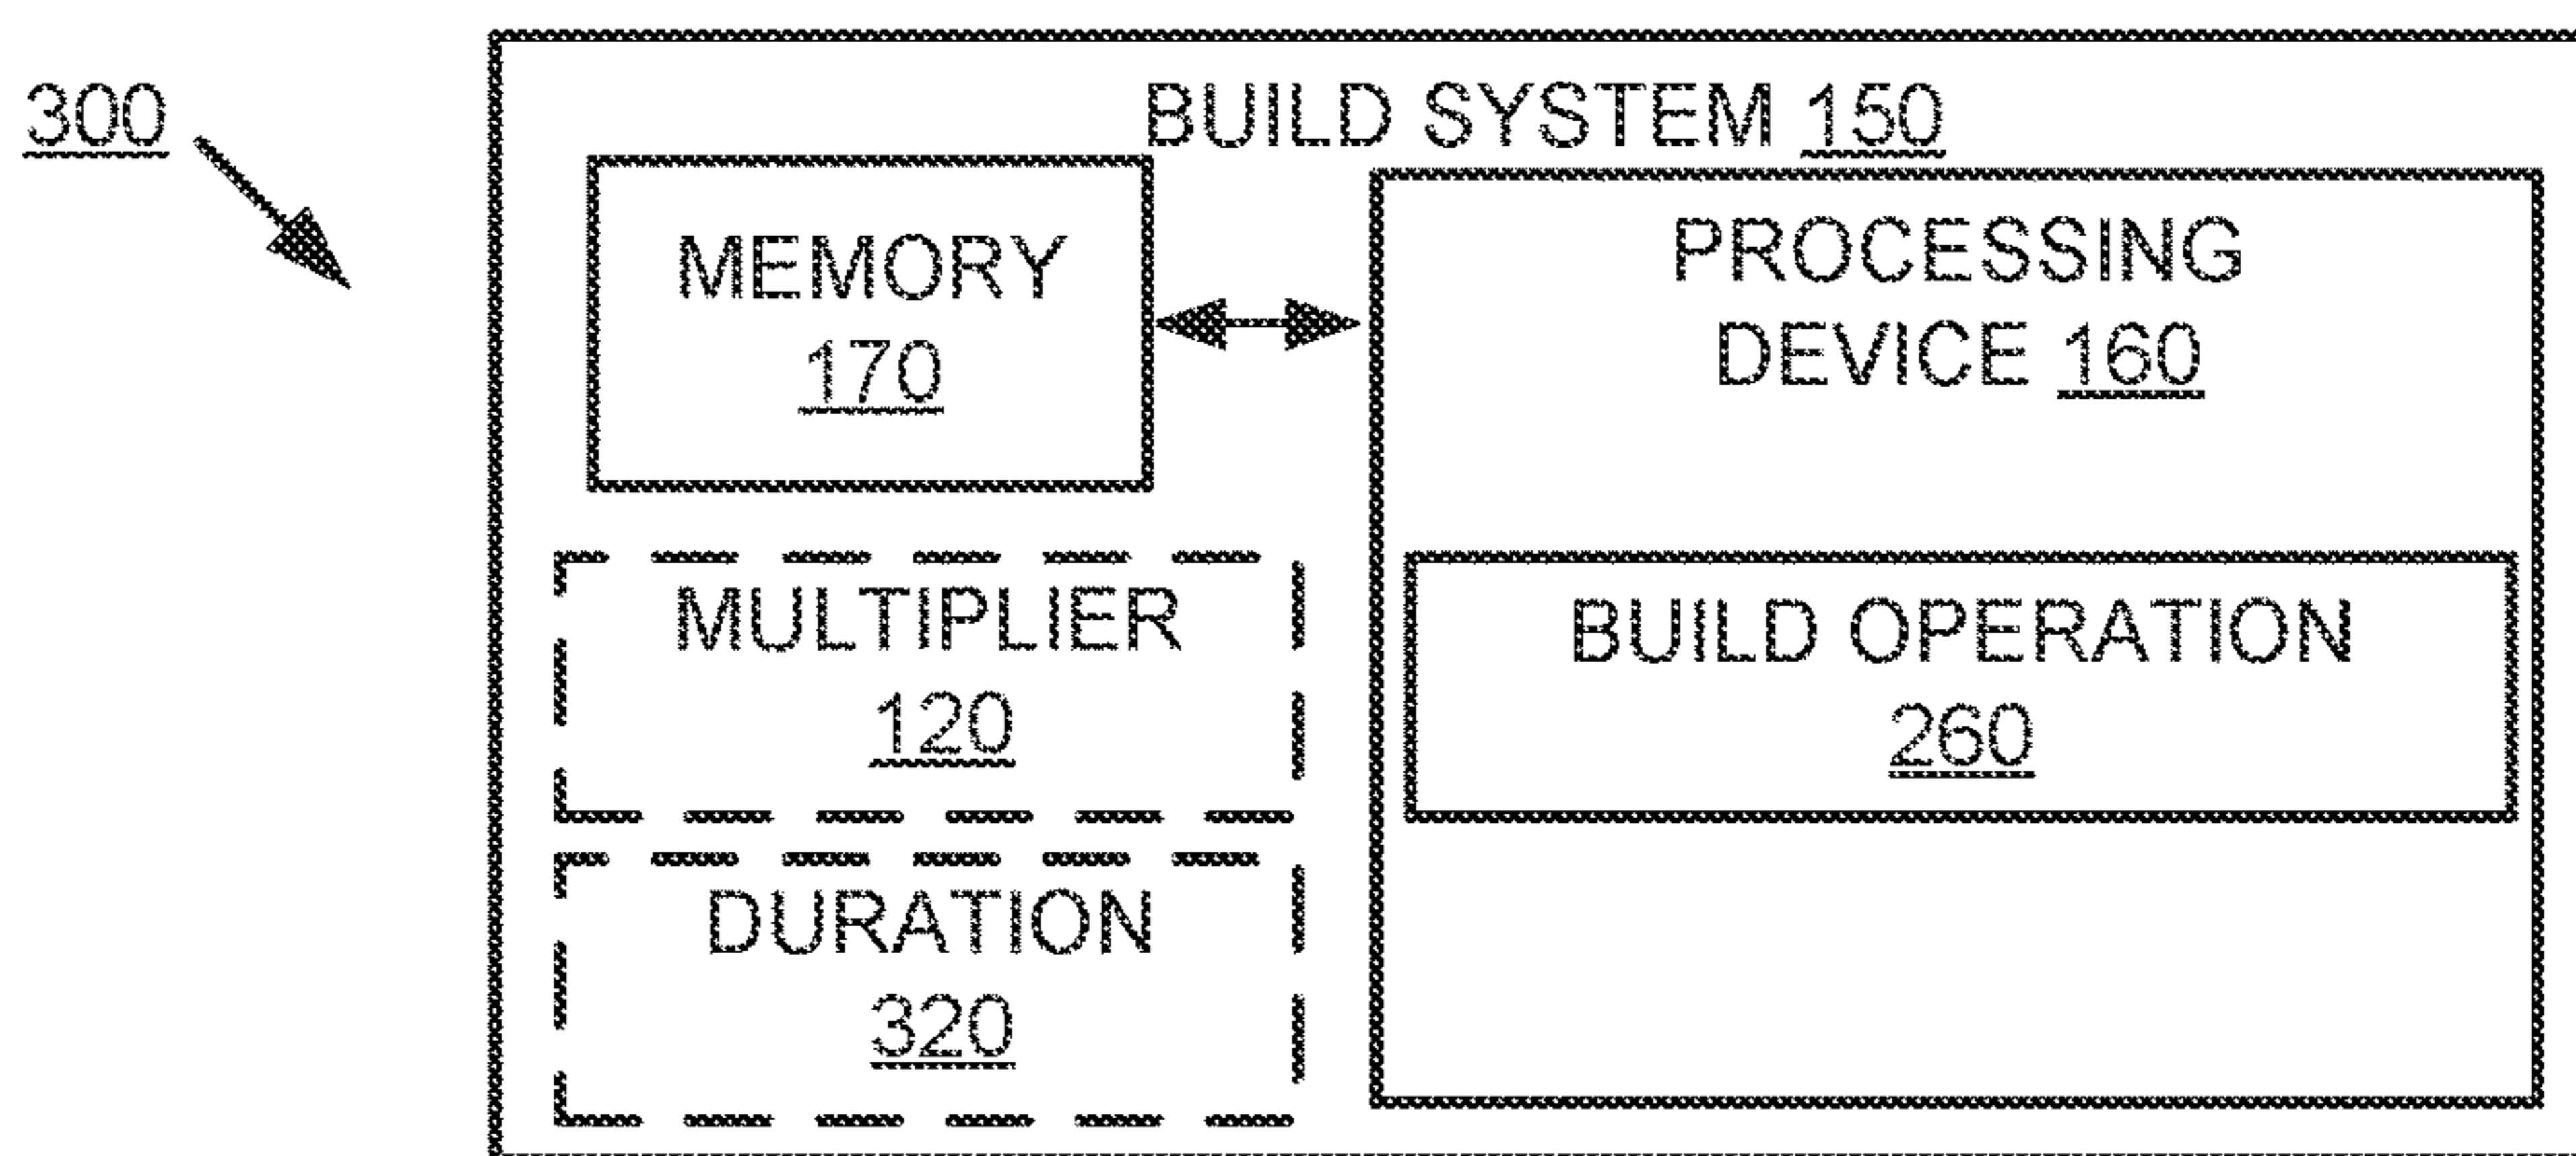 300
BUILD SYSTEM 150
MEMORY
170
PROCESSING
DEVICE 160
MULTIPLIER
120
BUILD OPERATION
260
DURATION
320